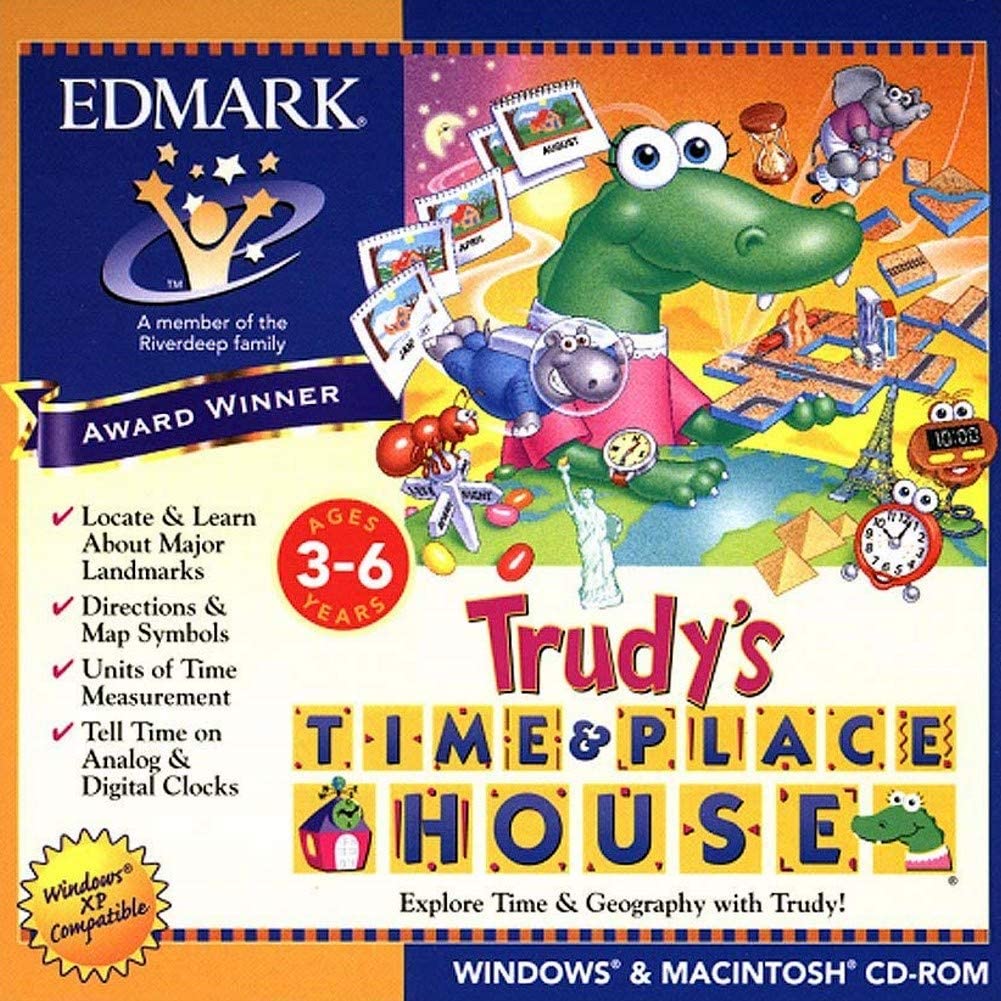 EDMARK®
TM
A member of the
Riverdeep family
AWARD WINNER
AUGUST
APRIL
10:00
✓ Locate & Learn
About Major
Landmarks
✓ Directions &
Map Symbols
✓ Units of Time
Measurement
✓ Tell Time on
Analog &
Digital Clocks
AGES
3-6
YEARS
Trudy's
TIME & PLACE
HOUSE®
Explore Time & Geography with Trudy!
Windows®
XP
Compatible
WINDOWS® & MACINTOSH® CD-ROM